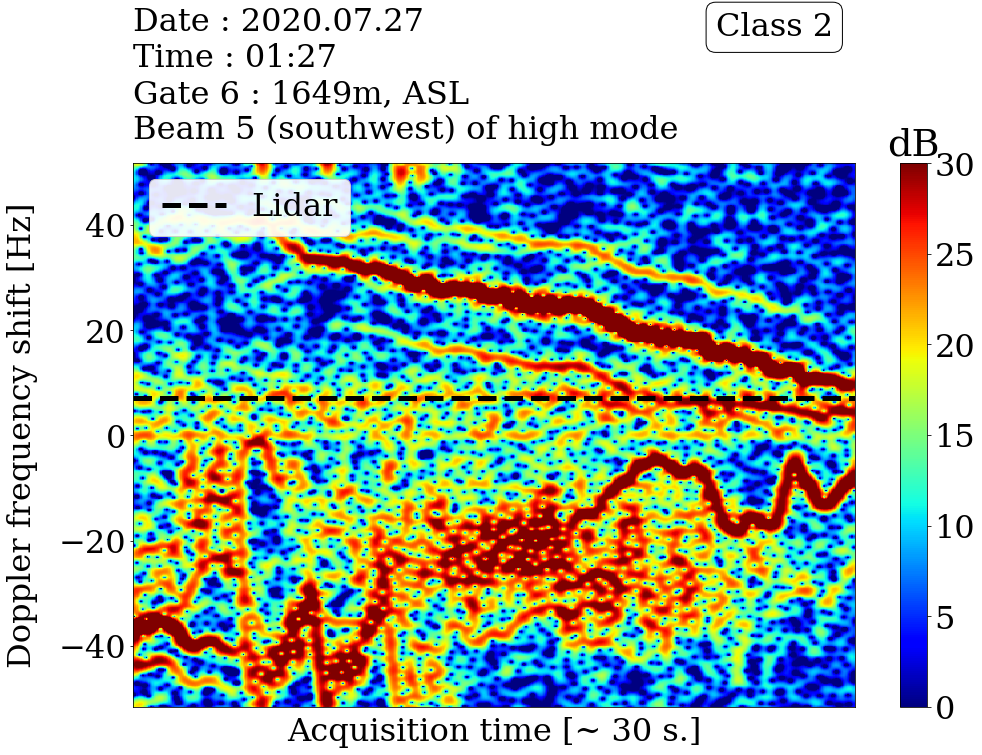 Date : 2020.07.27
Time : 01:27
Gate 6 : 1649m, ASL
Beam 5 (southwest) of high mode
Class 2
dB
Lidar
Doppler frequency shift [Hz]
40
20
0
−20
−40
30
25
20
15
10
5
0
Acquisition time [~ 30 s.]